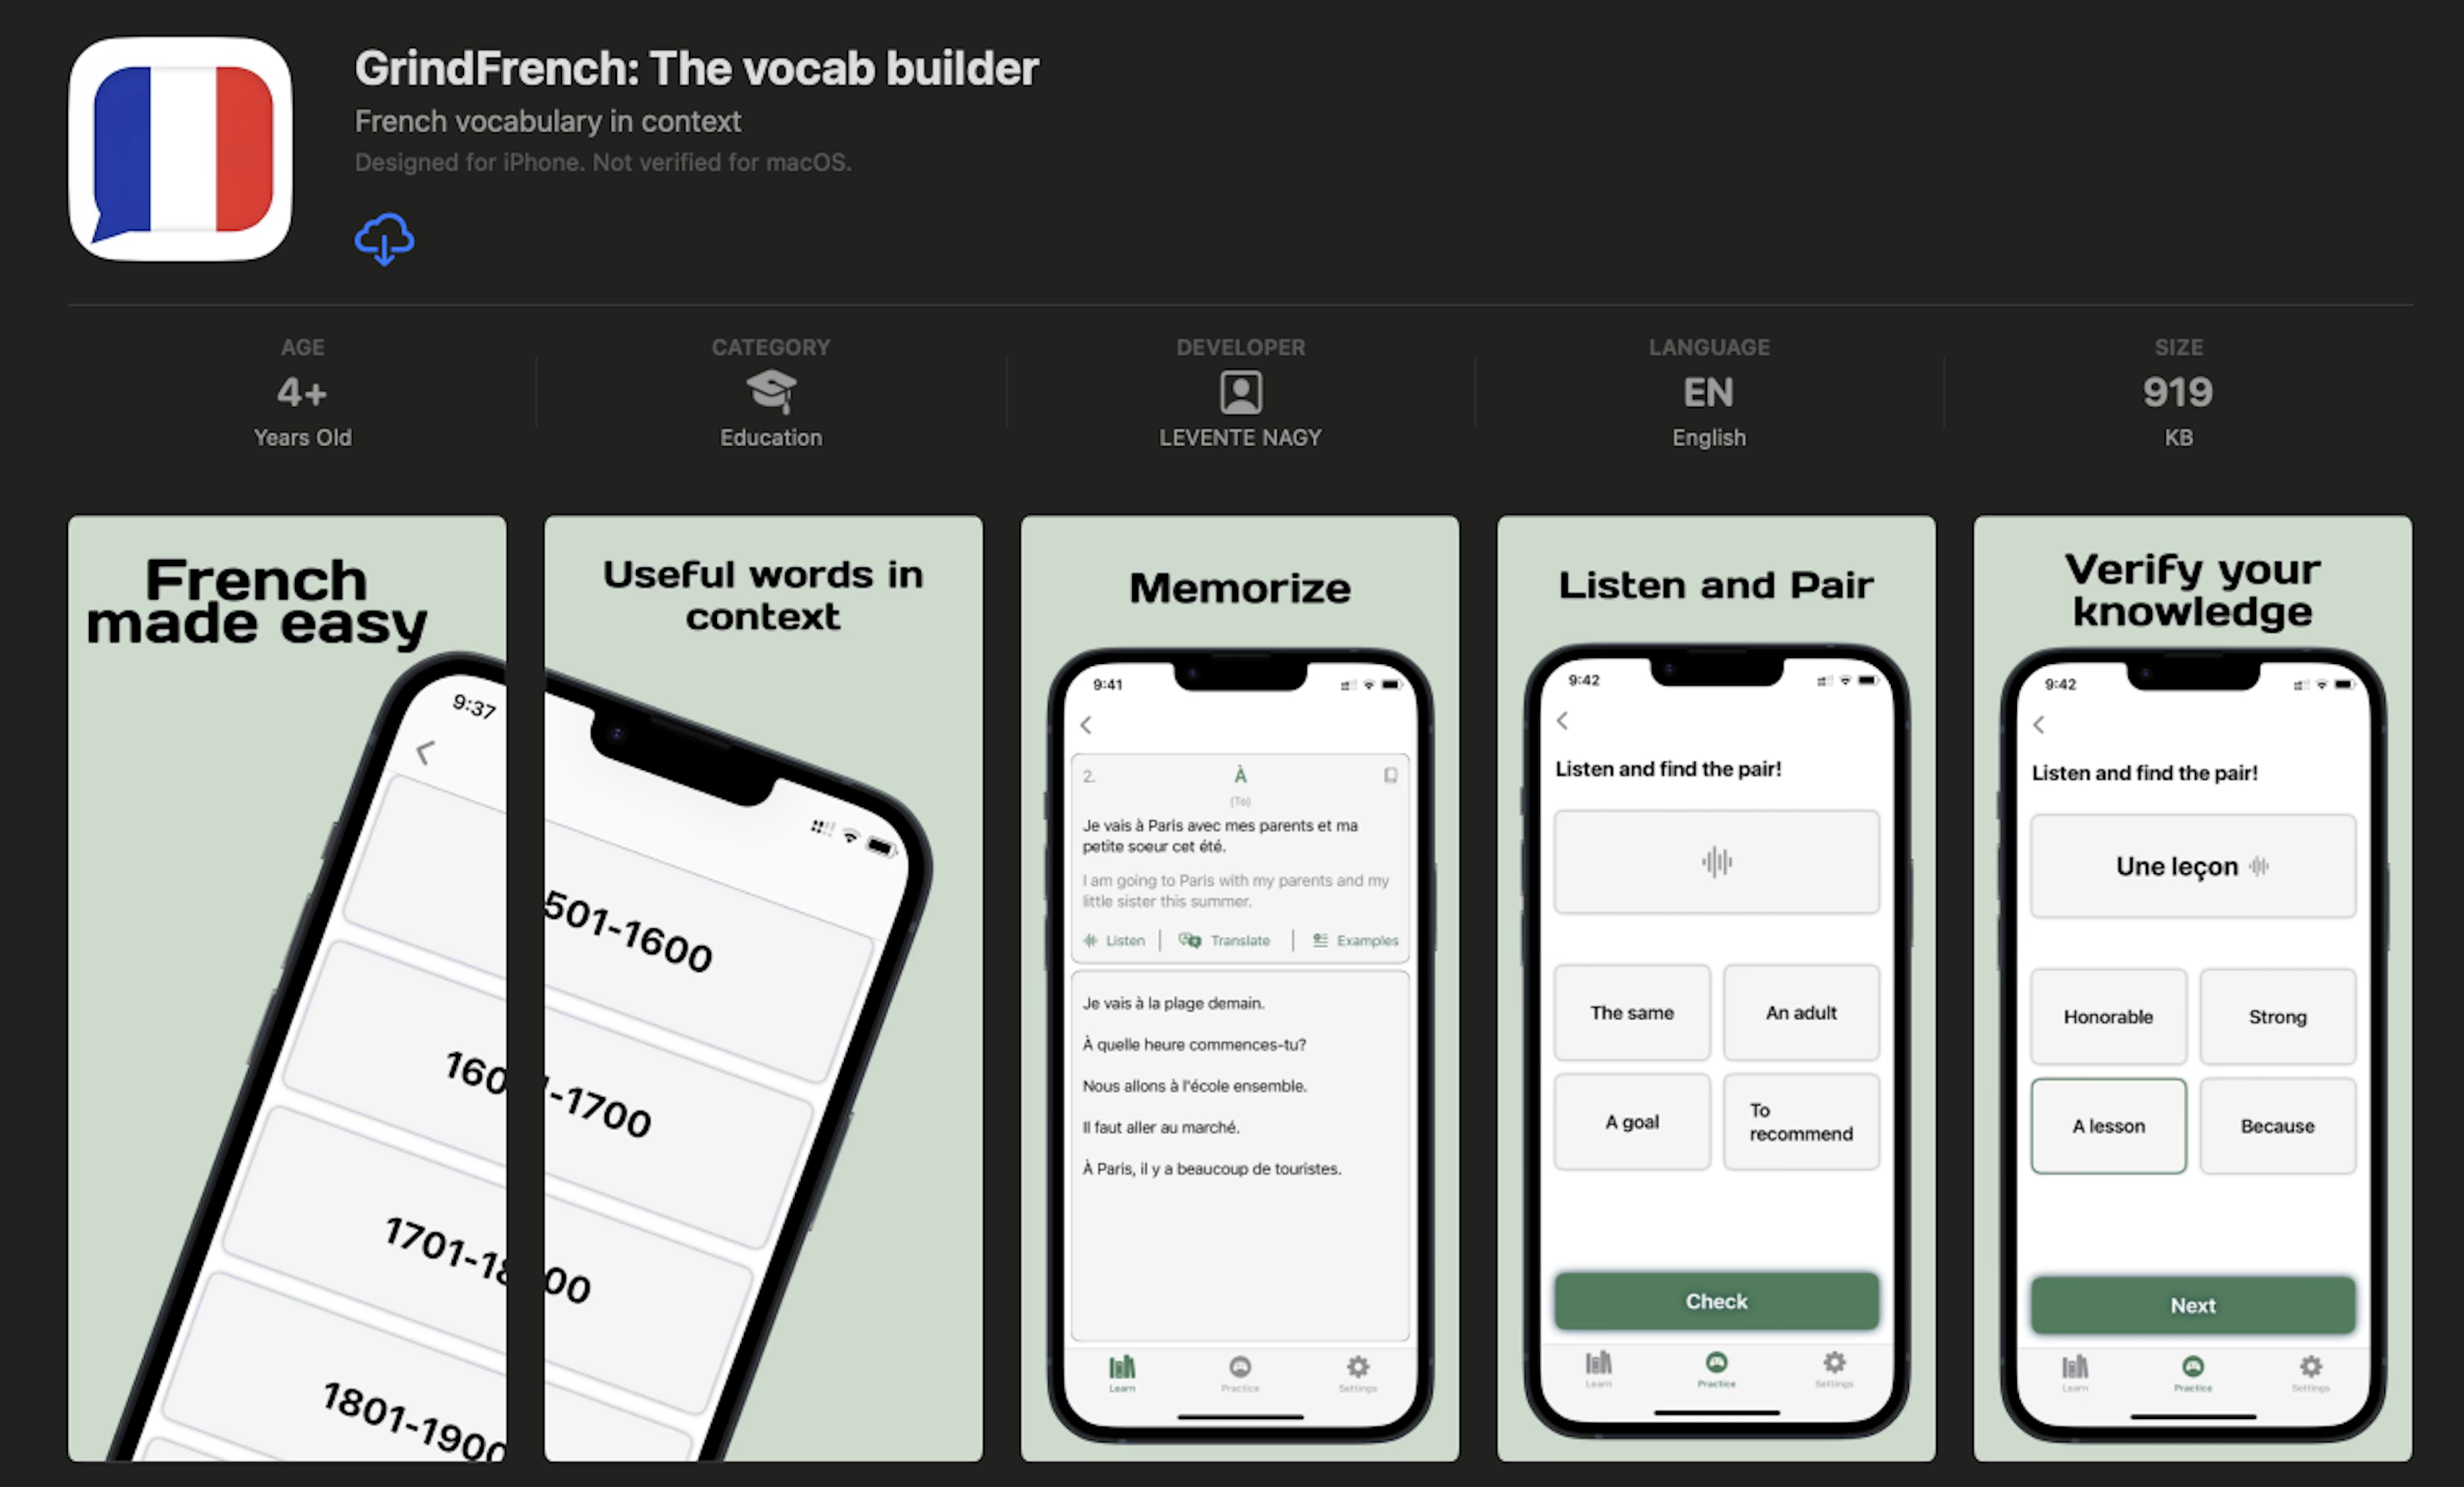 GrindFrench: The vocab builder
French vocabulary in context
Designed for iPhone. Not verified for macOS.
AGE
4+
Years Old
CATEGORY
Education
DEVELOPER
LEVENTE NAGY
LANGUAGE
EN
English
SIZE
919
KB
French
made easy
9:37
160
1701-18
1801-1900
Useful words in
context
501-1600
-1700
00
Memorize
9:41
2.
À
(To)
Je vais à Paris avec mes parents et ma
petite soeur cet été.
I am going to Paris with my parents and my
little sister this summer.
Listen
Translate
Examples
Je vais à la plage demain.
À quelle heure commences-tu?
Nous allons à l'école ensemble.
Il faut aller au marché.
À Paris, il y a beaucoup de touristes.
Learn
Practice
Settings
Listen and Pair
9:42
Listen and find the pair!
The same
An adult
A goal
To
recommend
Check
Learn
Practice
Settings
Verify your
knowledge
9:42
Listen and find the pair!
Une leçon
Honorable
Strong
A lesson
Because
Next
Learn
Practice
Settings